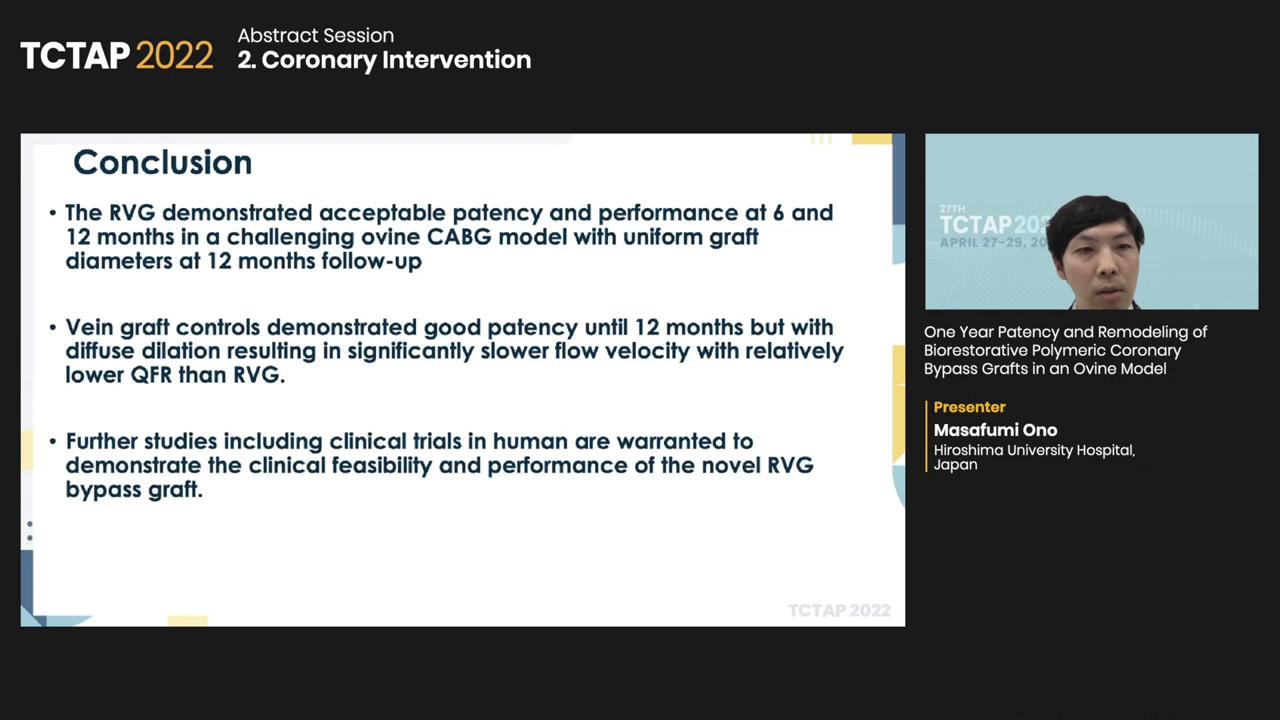 TCTAP 2022
Abstract Session
2. Coronary Intervention
Conclusion
• The RVG demonstrated acceptable patency and performance at 6 and
12 months in a challenging ovine CABG model with uniform graft
diameters at 12 months follow-up
• Vein graft controls demonstrated good patency until 12 months but with
diffuse dilation resulting in significantly slower flow velocity with relatively
lower QFR than RVG.
• Further studies including clinical trials in human are warranted to
demonstrate the clinical feasibility and performance of the novel RVG
bypass graft.
TCTAP 2022
27TH
TCTAP 202
APRIL 27-29, 20
One Year Patency and Remodeling of
Biorestorative Polymeric Coronary
Bypass Grafts in an Ovine Model
Presenter
Masafumi Ono
Hiroshima University Hospital,
Japan